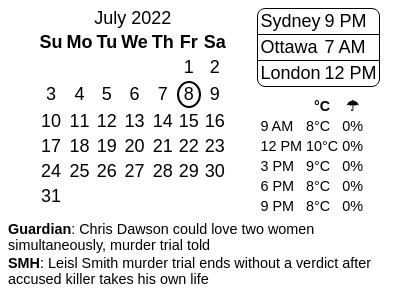 July 2022
Su Mo Tu We Th Fr Sa
1 2
3 4 5 6 7 8 9
10 11 12 13 14 15 16
17 18 19 20 21 22 23
24 25 26 27 28 29 30
31
Sydney 9 PM
Ottawa 7 AM
London 12 PM
°C ☂
9 AM 8°C 0%
12 PM 10°C 0%
3 PM 9°C 0%
6 PM 8°C 0%
9 PM 8°C 0%
Guardian: Chris Dawson could love two women
simultaneously, murder trial told
SMH: Leisl Smith murder trial ends without a verdict after
accused killer takes his own life